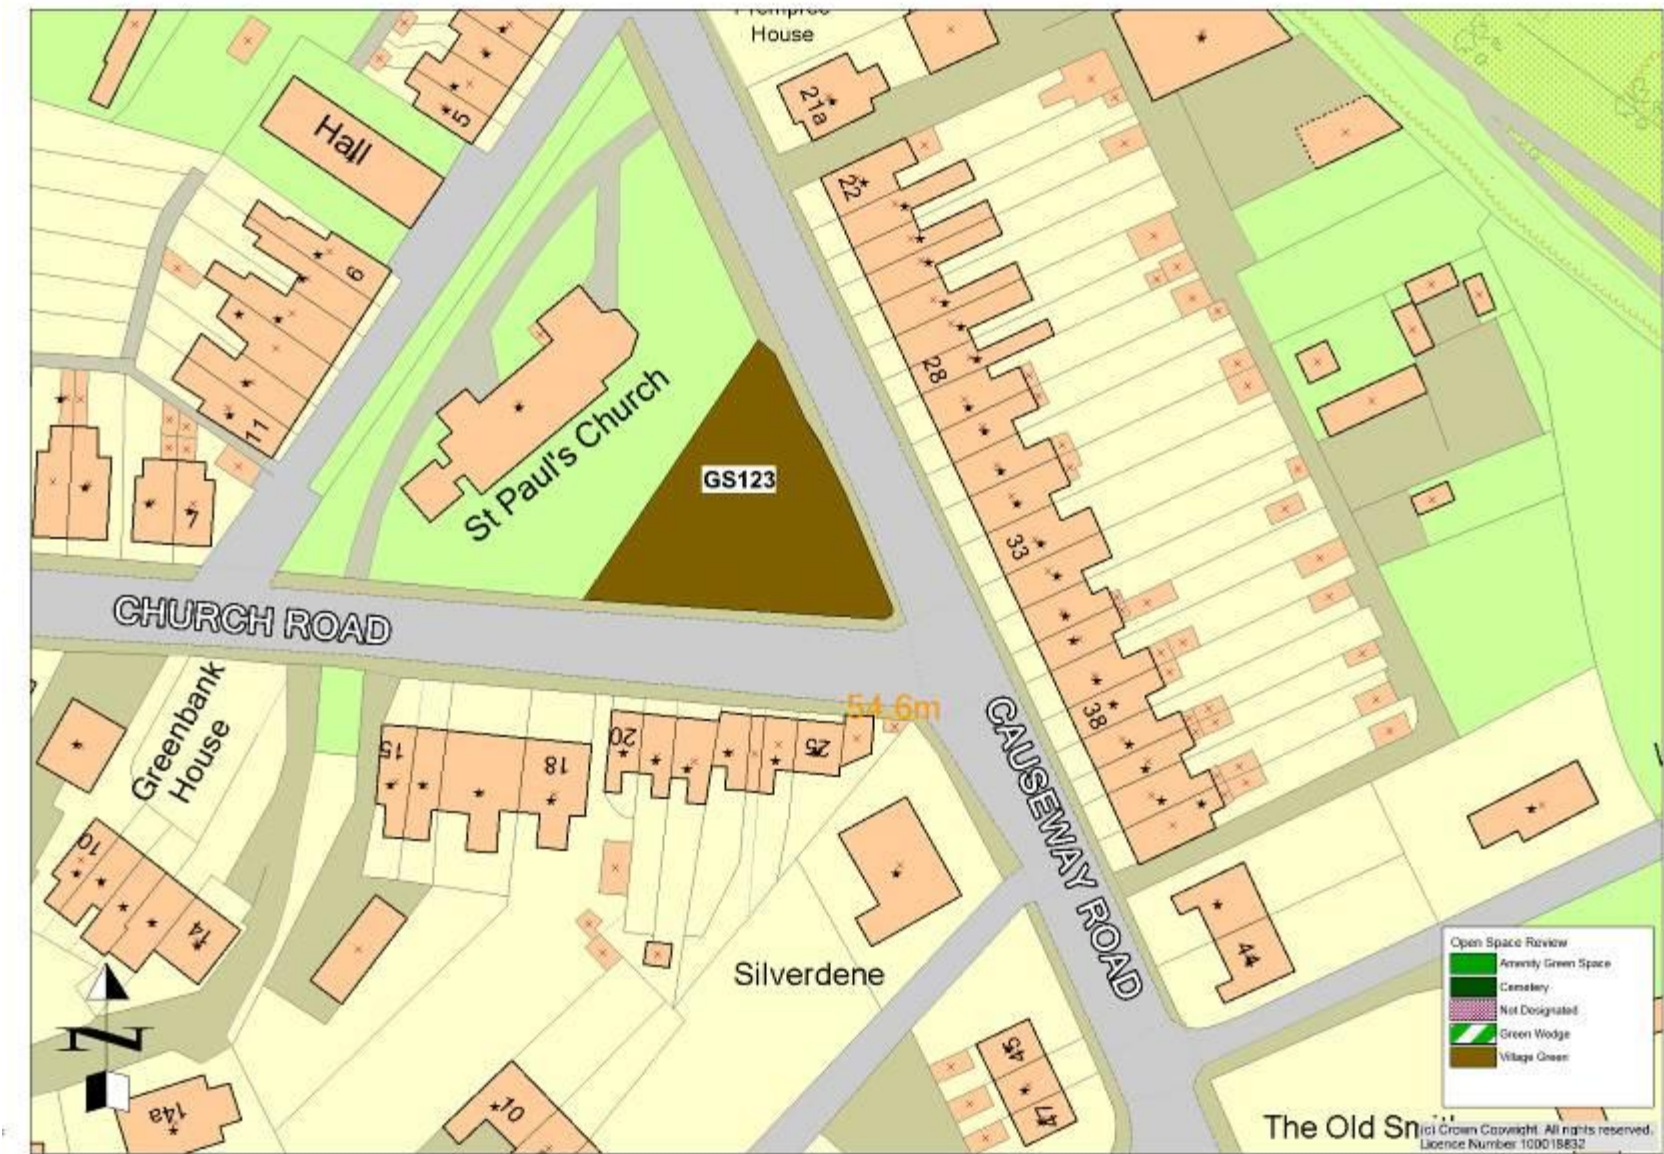 House
21a
Hall
5
22
6
28
11
St Paul's Church
GS123
7
33
CHURCH ROAD
Greenbank
House
54.6m
38
15
18
20
25
CAUSEWAY ROAD
10
14
Silverdene
44
Open Space Review
Amenity Green Space
Cemetery
Not Designated
Green Wedge
Village Green
N
45
47
14a
10
The Old
(c) Crown Copyright. All rights reserved.
Licence Number 100018832